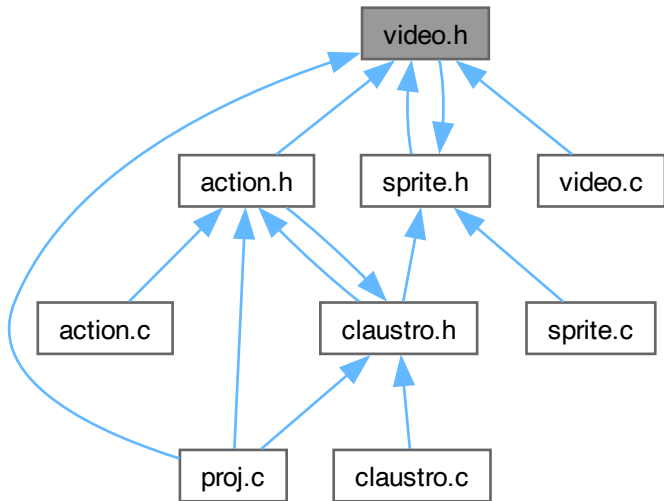 video.h
action.h
sprite.h
video.c
action.c
claustro.h
sprite.c
proj.c
claustro.c